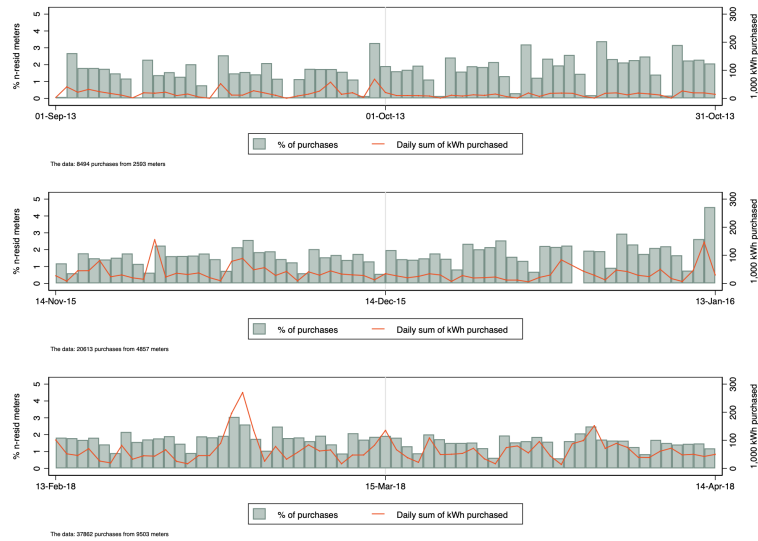 % n-resid meters
5
4
3
2
1
0
300
200
100
0
1,000 kWh purchased
01-Sep-13
01-Oct-13
31-Oct-13
% of purchases
Daily sum of kWh purchased
The data: 8494 purchases from 2593 meters
% n-resid meters
5
4
3
2
1
0
300
200
100
0
1,000 kWh purchased
14-Nov-15
14-Dec-15
13-Jan-16
% of purchases
Daily sum of kWh purchased
The data: 20613 purchases from 4857 meters
% n-resid meters
5
4
3
2
1
0
300
200
100
0
1,000 kWh purchased
13-Feb-18
15-Mar-18
14-Apr-18
% of purchases
Daily sum of kWh purchased
The data: 37862 purchases from 9503 meters